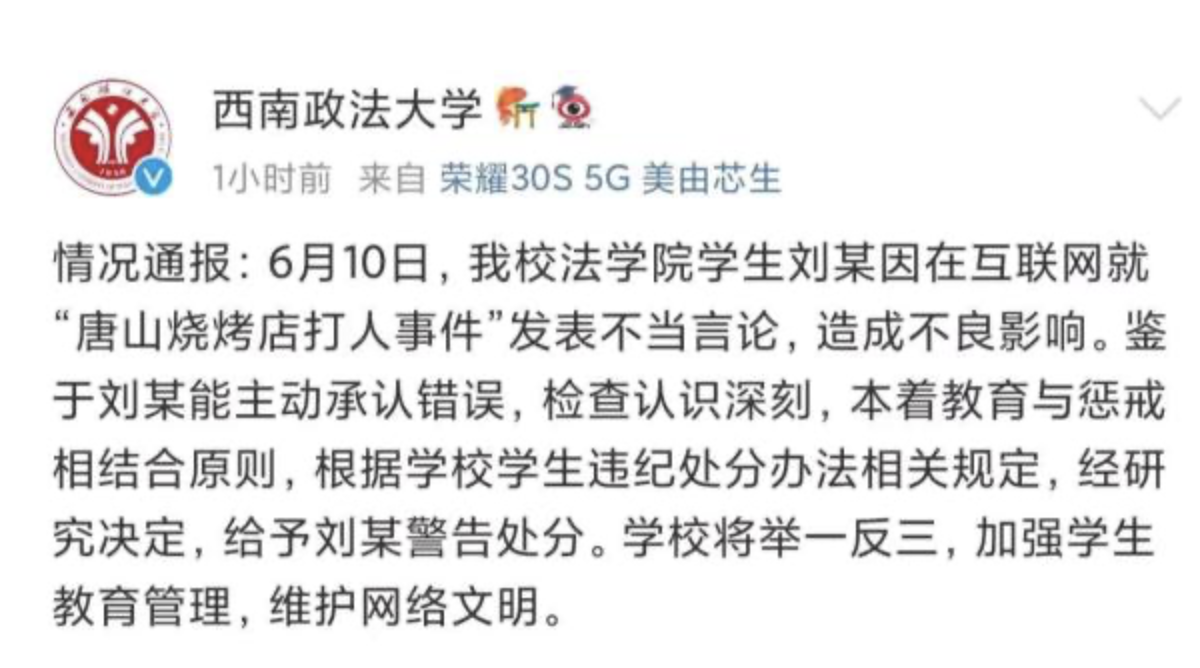 西南政法大学
1小时前 来自 荣耀30S 5G 美由芯生
情况通报：6月10日，我校法学院学生刘某因在互联网就
“唐山烧烤店打人事件”发表不当言论，造成不良影响。鉴
于刘某能主动承认错误，检查认识深刻，本着教育与惩戒
相结合原则，根据学校学生违纪处分办法相关规定，经研
究决定，给予刘某警告处分。学校将举一反三，加强学生
教育管理，维护网络文明。